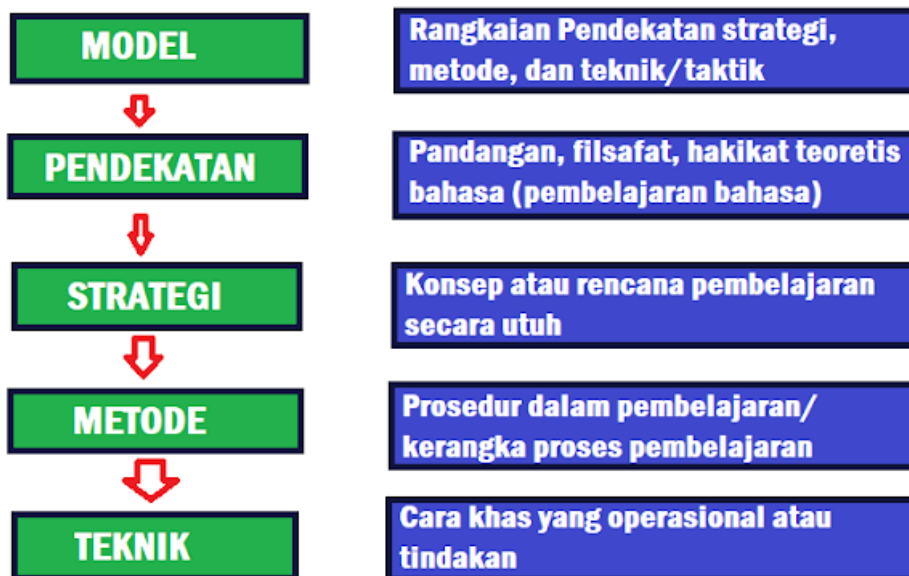 MODEL
Rangkaian Pendekatan strategi,
metode, dan teknik/taktik
PENDEKATAN
Pandangan, filsafat, hakikat teoretis
bahasa (pembelajaran bahasa)
STRATEGI
Konsep atau rencana pembelajaran
secara utuh
METODE
Prosedur dalam pembelajaran/
kerangka proses pembelajaran
TEKNIK
Cara khas yang operasional atau
tindakan